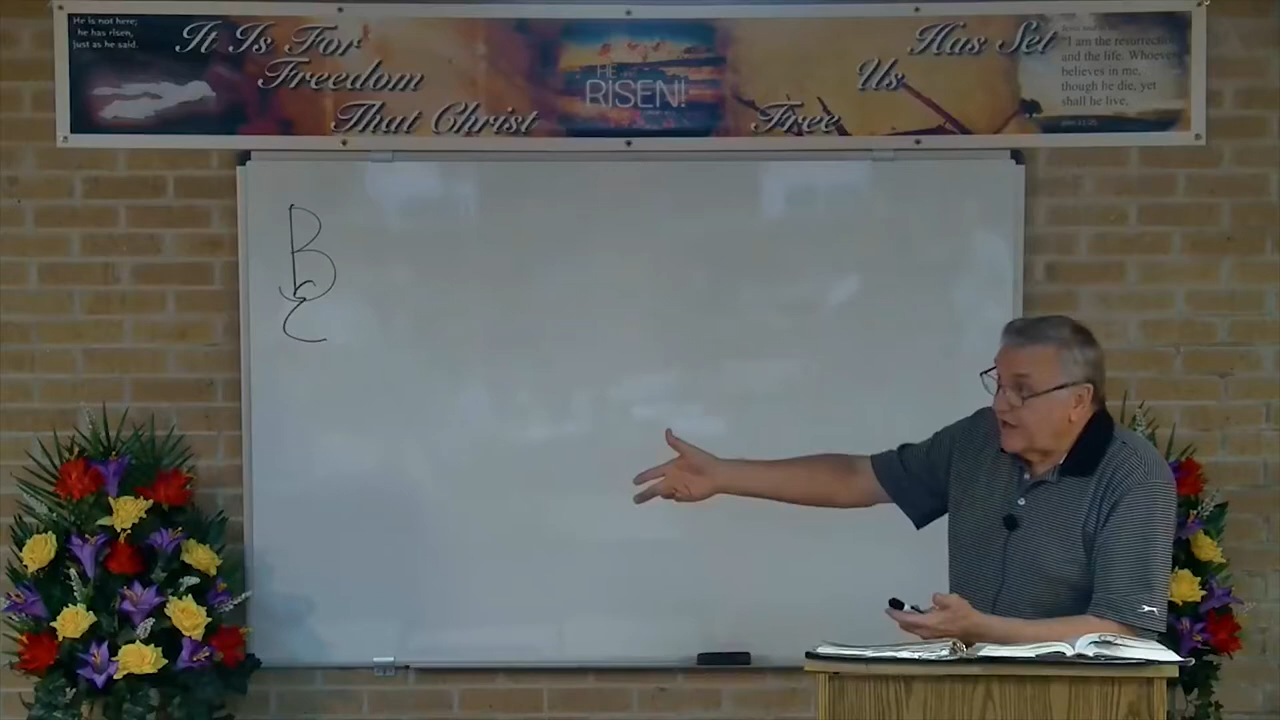 He is not here;
he has risen,
just as he said.
It Is For
Freedom
That Christ
HE
RISEN!
Has Set
Us
Free
"I am the resurrection
and the life. Whoever
believes in me,
though he die, yet
shall he live,
B